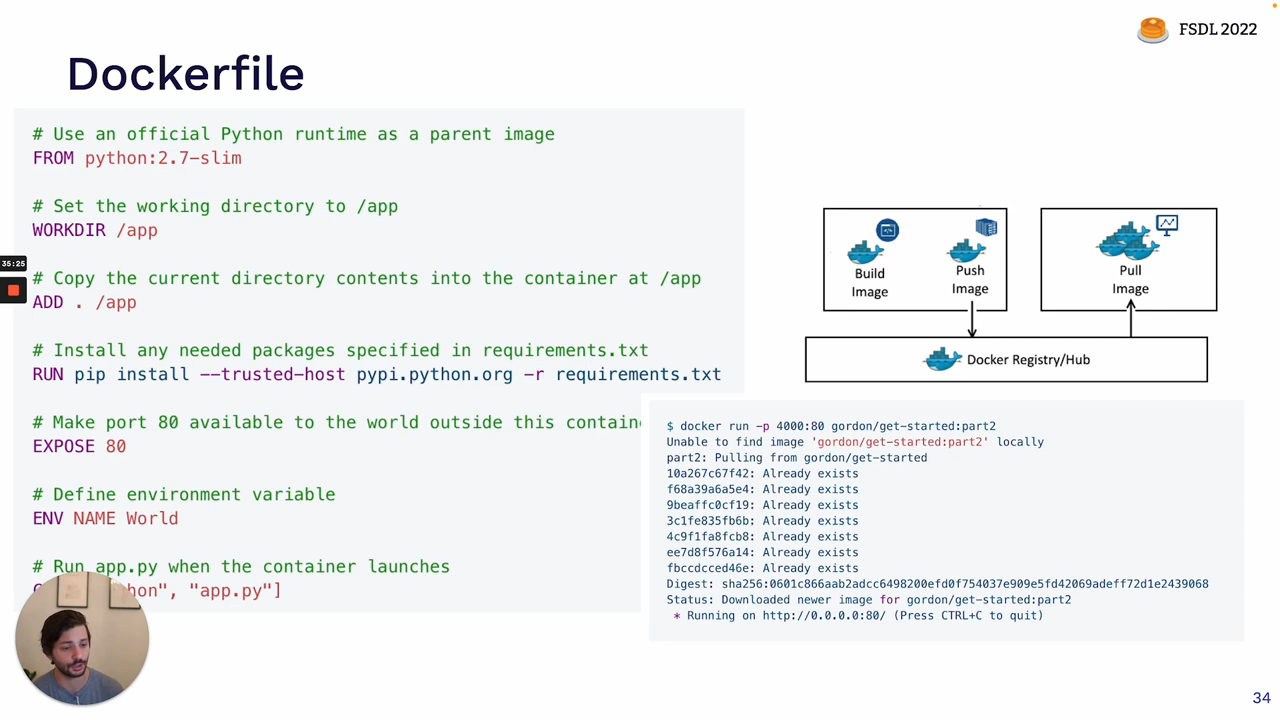 FSDL 2022
Dockerfile
# Use an official Python runtime as a parent image
FROM python:2.7-slim
# Set the working directory to /app
WORKDIR /app
# Copy the current directory contents into the container at /app
ADD . /app
# Install any needed packages specified in requirements.txt
RUN pip install --trusted-host pypi.python.org -r requirements.txt
# Make port 80 available to the world outside this
EXPOSE 80
# Define environment variable
ENV NAME World
# Run app.py when the container launches
"app.py"]
35:25
Build
Image
Push
Image
Pull
Image
Docker Registry/Hub
$ docker run -p 4000:80 gordon/get-started:part2
Unable to find image 'gordon/get-started:part2' locally
part2: Pulling from gordon/get-started
10a267c67f42: Already exists
f68a39a6a5e4: Already exists
9beaffc0cf19: Already exists
3c1fe835fb6b: Already exists
4c9f1fa8fcb8: Already exists
ee7d8f576a14: Already exists
fbccdcced46e: Already exists
Digest: sha256:0601c866aab2adcc6498200efd0f754037e909e5fd42069adeff72d1e2439068
Status: Downloaded newer image for gordon/get-started:part2
* Running on http://0.0.0.0:80/ (Press CTRL+C to quit)
34